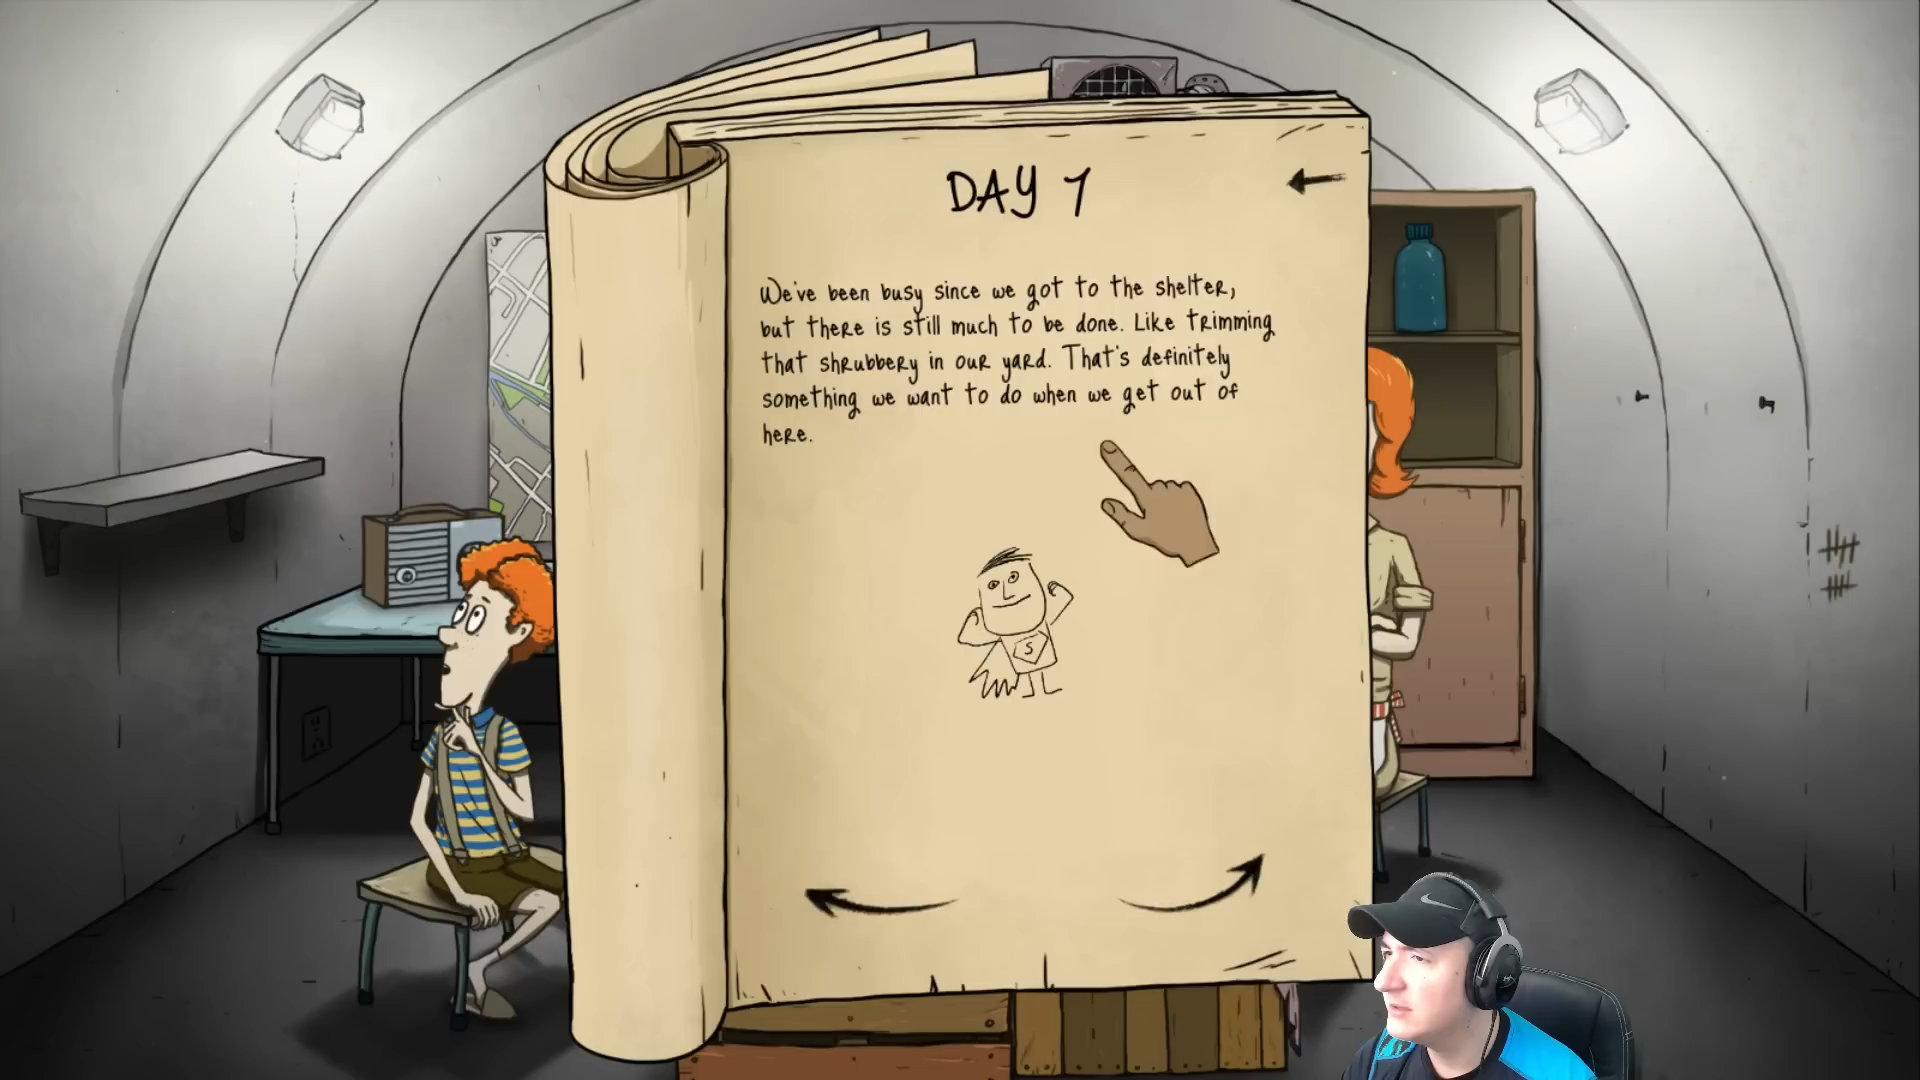 DAY 7
We've been busy since we got to the shelter,
but there is still much to be done. Like trimming
that shrubbery in our yard. That's definitely
something we want to do when we get out of
here.
S